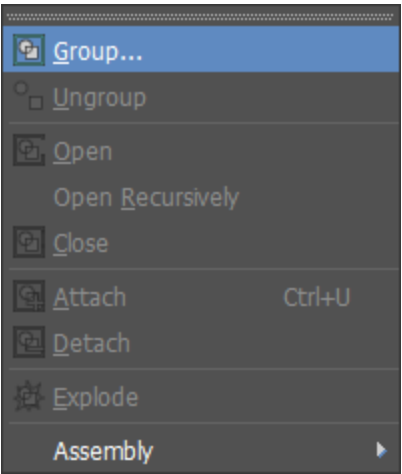 Group...
Ungroup
Open
Open Recursively
Close
Attach Ctrl+U
Detach
Explode
Assembly